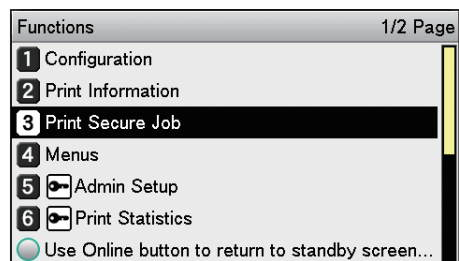 Functions 1/2 Page
1 Configuration
2 Print Information
3 Print Secure Job
4 Menus
5 Admin Setup
6 Print Statistics
Use Online button to return to standby screen...